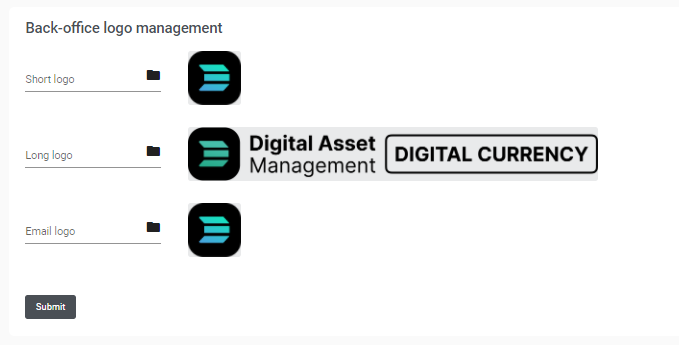 Back-office logo management
Short logo
Long logo
Digital Asset
Management
DIGITAL CURRENCY
Email logo
Submit